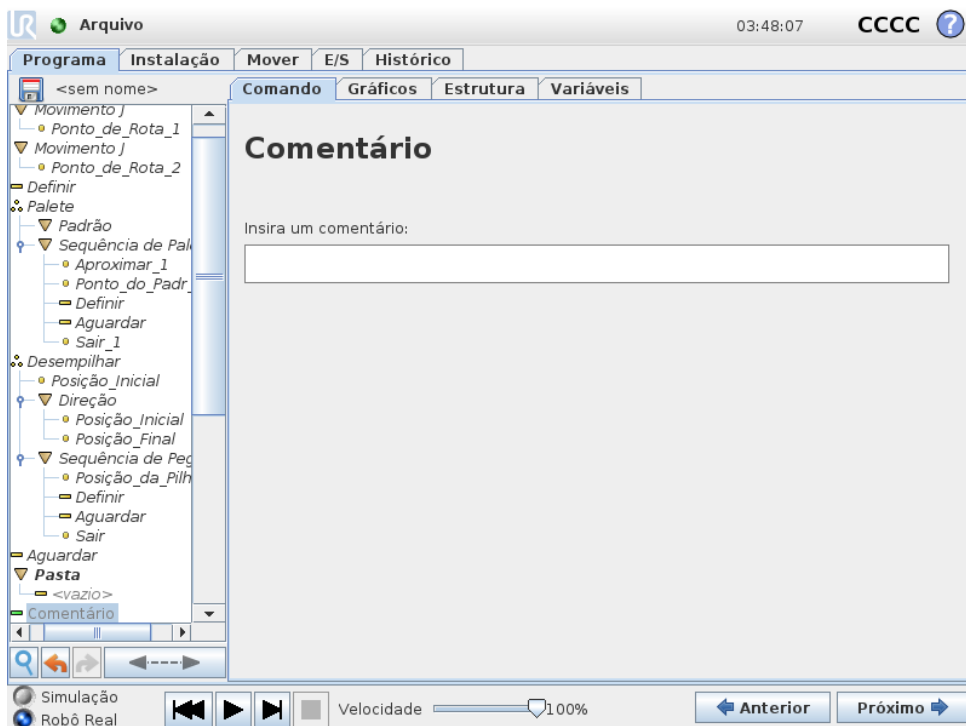 UR Arquivo 03:48:07 CCCC ?
Programa Instalação Mover E/S Histórico
<sem nome> Comando Gráficos Estrutura Variáveis
Movimento J
Ponto_de_Rota_1
Movimento J
Ponto_de_Rota_2
Definir
Palete
Padrão
Sequência de Pal
Aproximar_1
Ponto_do_Padr
Definir
Aguardar
Sair_1
Desempilhar
Posição_Inicial
Direção
Posição_Inicial
Posição_Final
Sequência de Peg
Posição_da_Pilh
Definir
Aguardar
Sair
Aguardar
Pasta
<vazio>
Comentário
Comentário
Insira um comentário:
Simulação
Robô Real
Velocidade 100%
Anterior Próximo